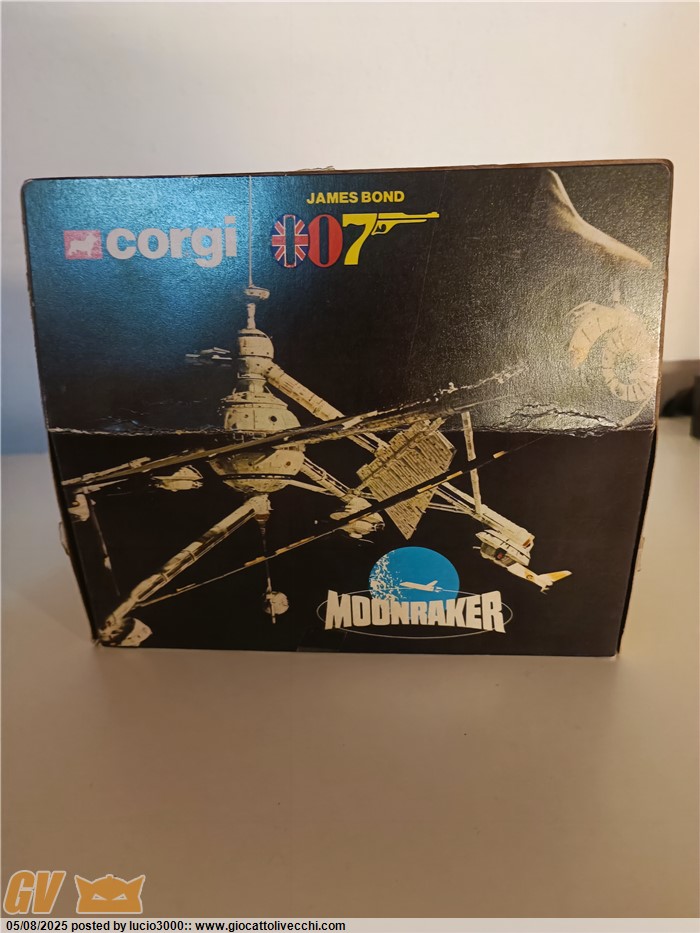 JAMES BOND
corgi 007
MOONRAKER
GV
05/08/2025 posted by lucio3000:: www.giocattolivecchi.com